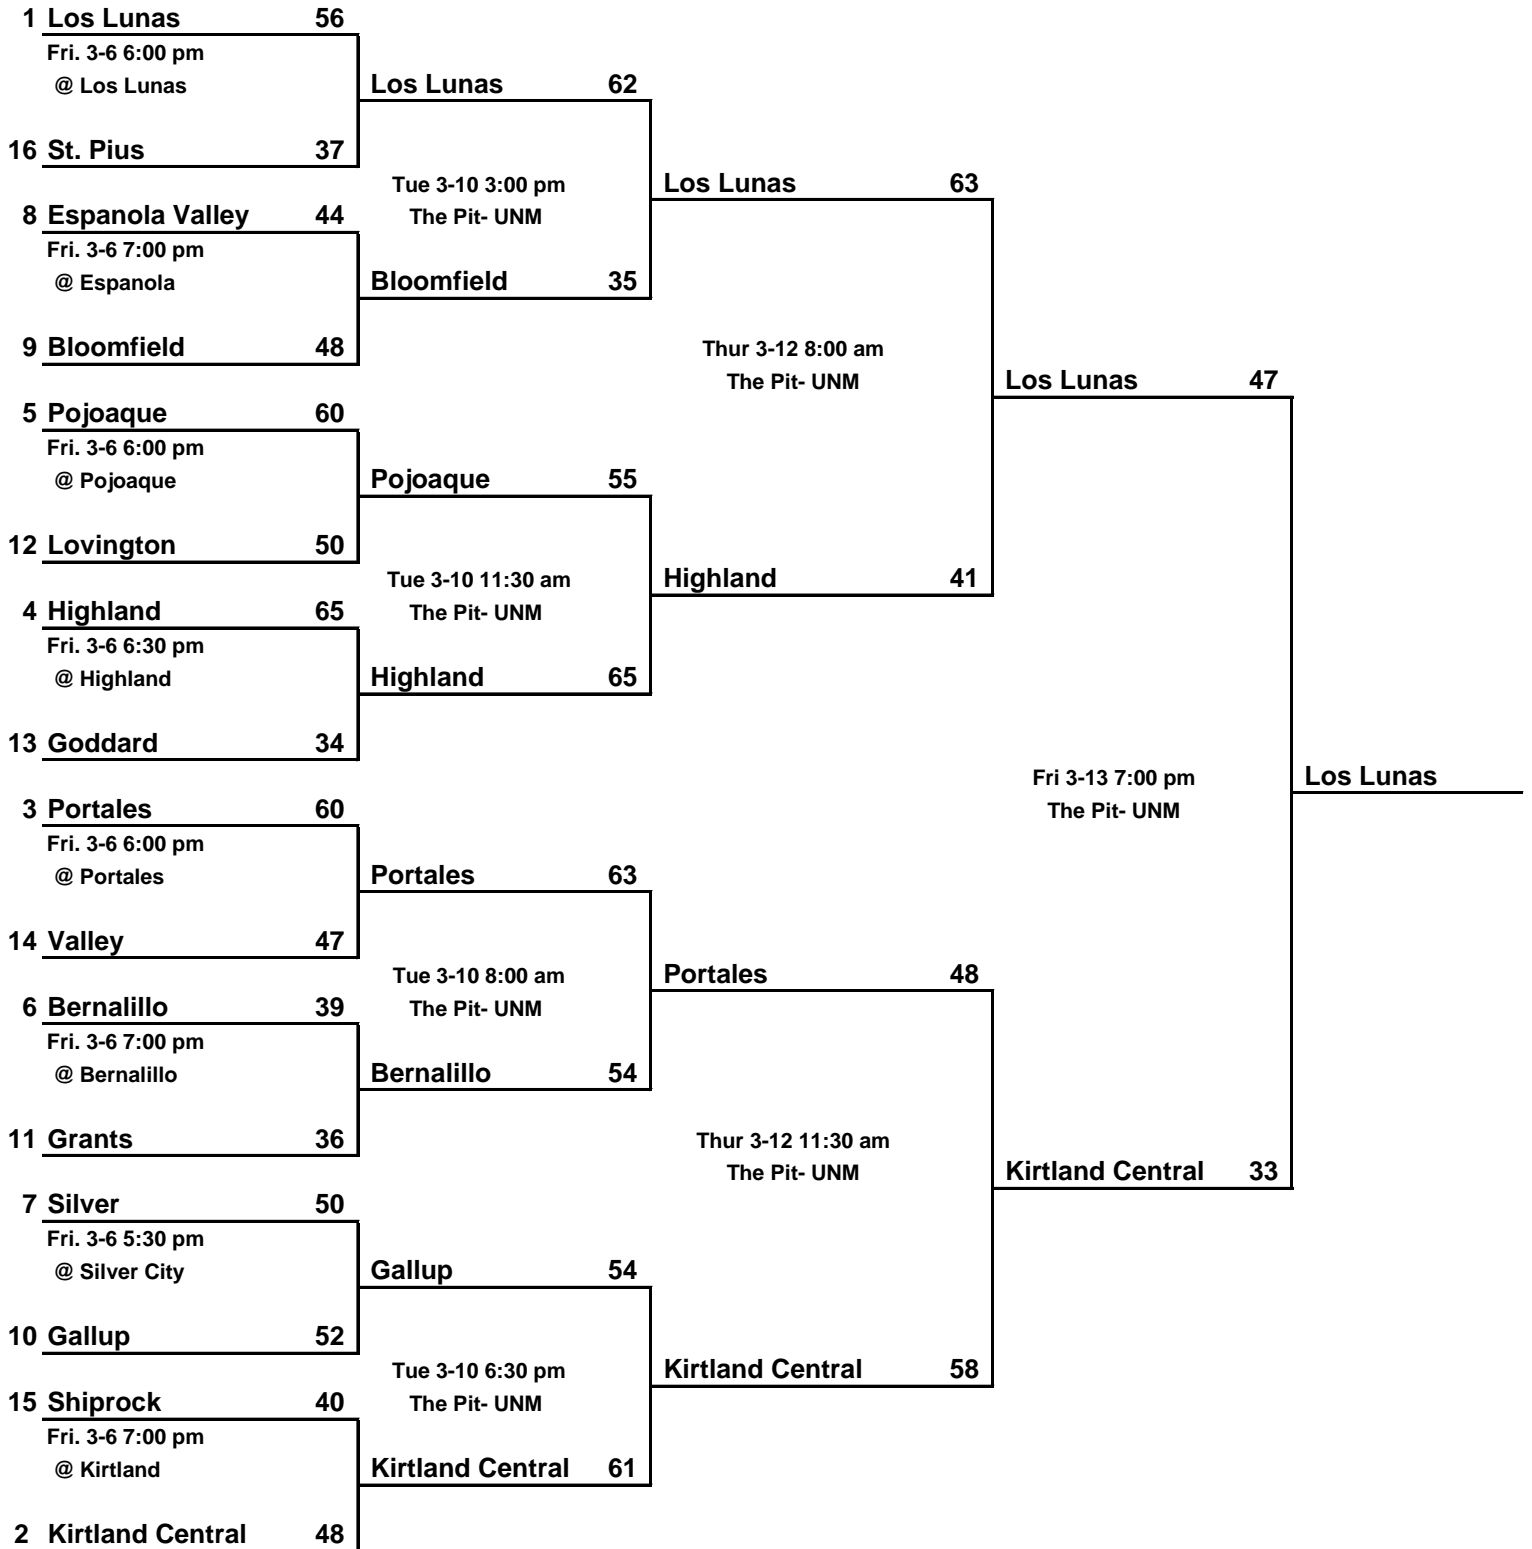 1 Los Lunas 56
Fri. 3-6 6:00 pm
@ Los Lunas
Los Lunas 62
16 St. Pius 37
Tue 3-10 3:00 pm
Los Lunas 63
8 Espanola Valley 44
The Pit- UNM
Fri. 3-6 7:00 pm
@ Espanola
Bloomfield 35
9 Bloomfield 48
Thur 3-12 8:00 am
The Pit- UNM
Los Lunas 47
5 Pojoaque 60
Fri. 3-6 6:00 pm
@ Pojoaque
Pojoaque 55
12 Lovington 50
Tue 3-10 11:30 am
Highland 41
4 Highland 65
The Pit- UNM
Fri. 3-6 6:30 pm
@ Highland
Highland 65
13 Goddard 34
Fri 3-13 7:00 pm
Los Lunas
3 Portales 60
The Pit- UNM
Fri. 3-6 6:00 pm
@ Portales
Portales 63
14 Valley 47
Tue 3-10 8:00 am
Portales 48
6 Bernalillo 39
The Pit- UNM
Fri. 3-6 7:00 pm
@ Bernalillo
Bernalillo 54
11 Grants 36
Thur 3-12 11:30 am
The Pit- UNM
Kirtland Central 33
7 Silver 50
Fri. 3-6 5:30 pm
@ Silver City
Gallup 54
10 Gallup 52
Tue 3-10 6:30 pm
Kirtland Central 58
15 Shiprock 40
The Pit- UNM
Fri. 3-6 7:00 pm
@ Kirtland
Kirtland Central 61
2 Kirtland Central 48